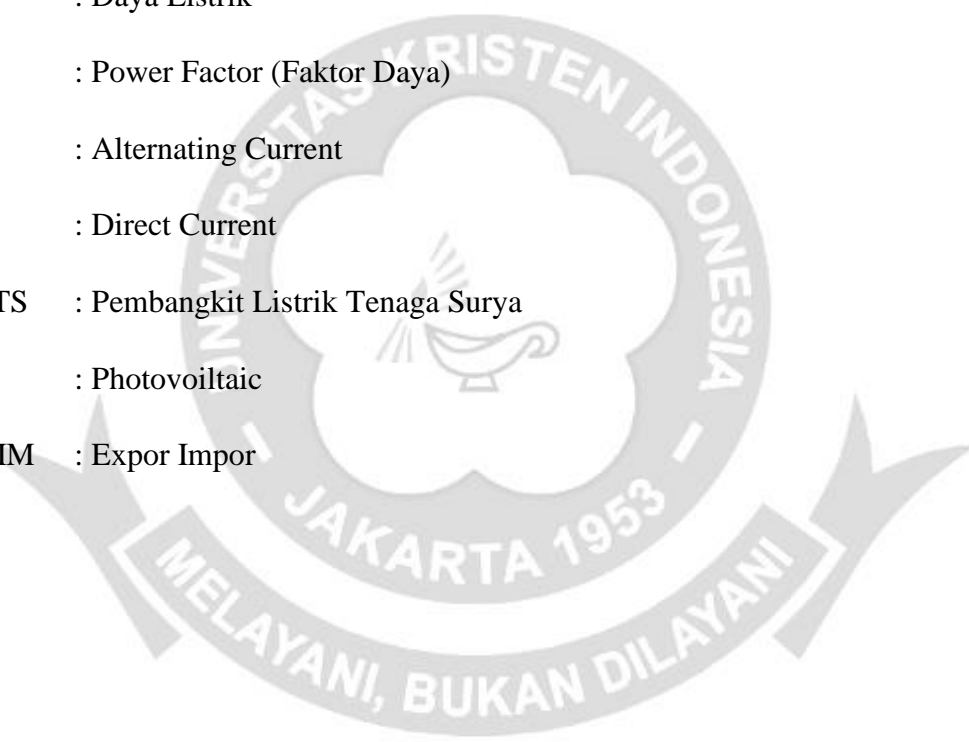 : Daya Listrik
: Power Factor (Faktor Daya)
: Alternating Current
: Direct Current
TS : Pembangkit Listrik Tenaga Surya
: Photovoiltaic
IM : Expor Impor
UNIVERSITAS KRISTEN INDONESIA
JAKARTA 1953
MELAYANI, BUKAN DILAYANI